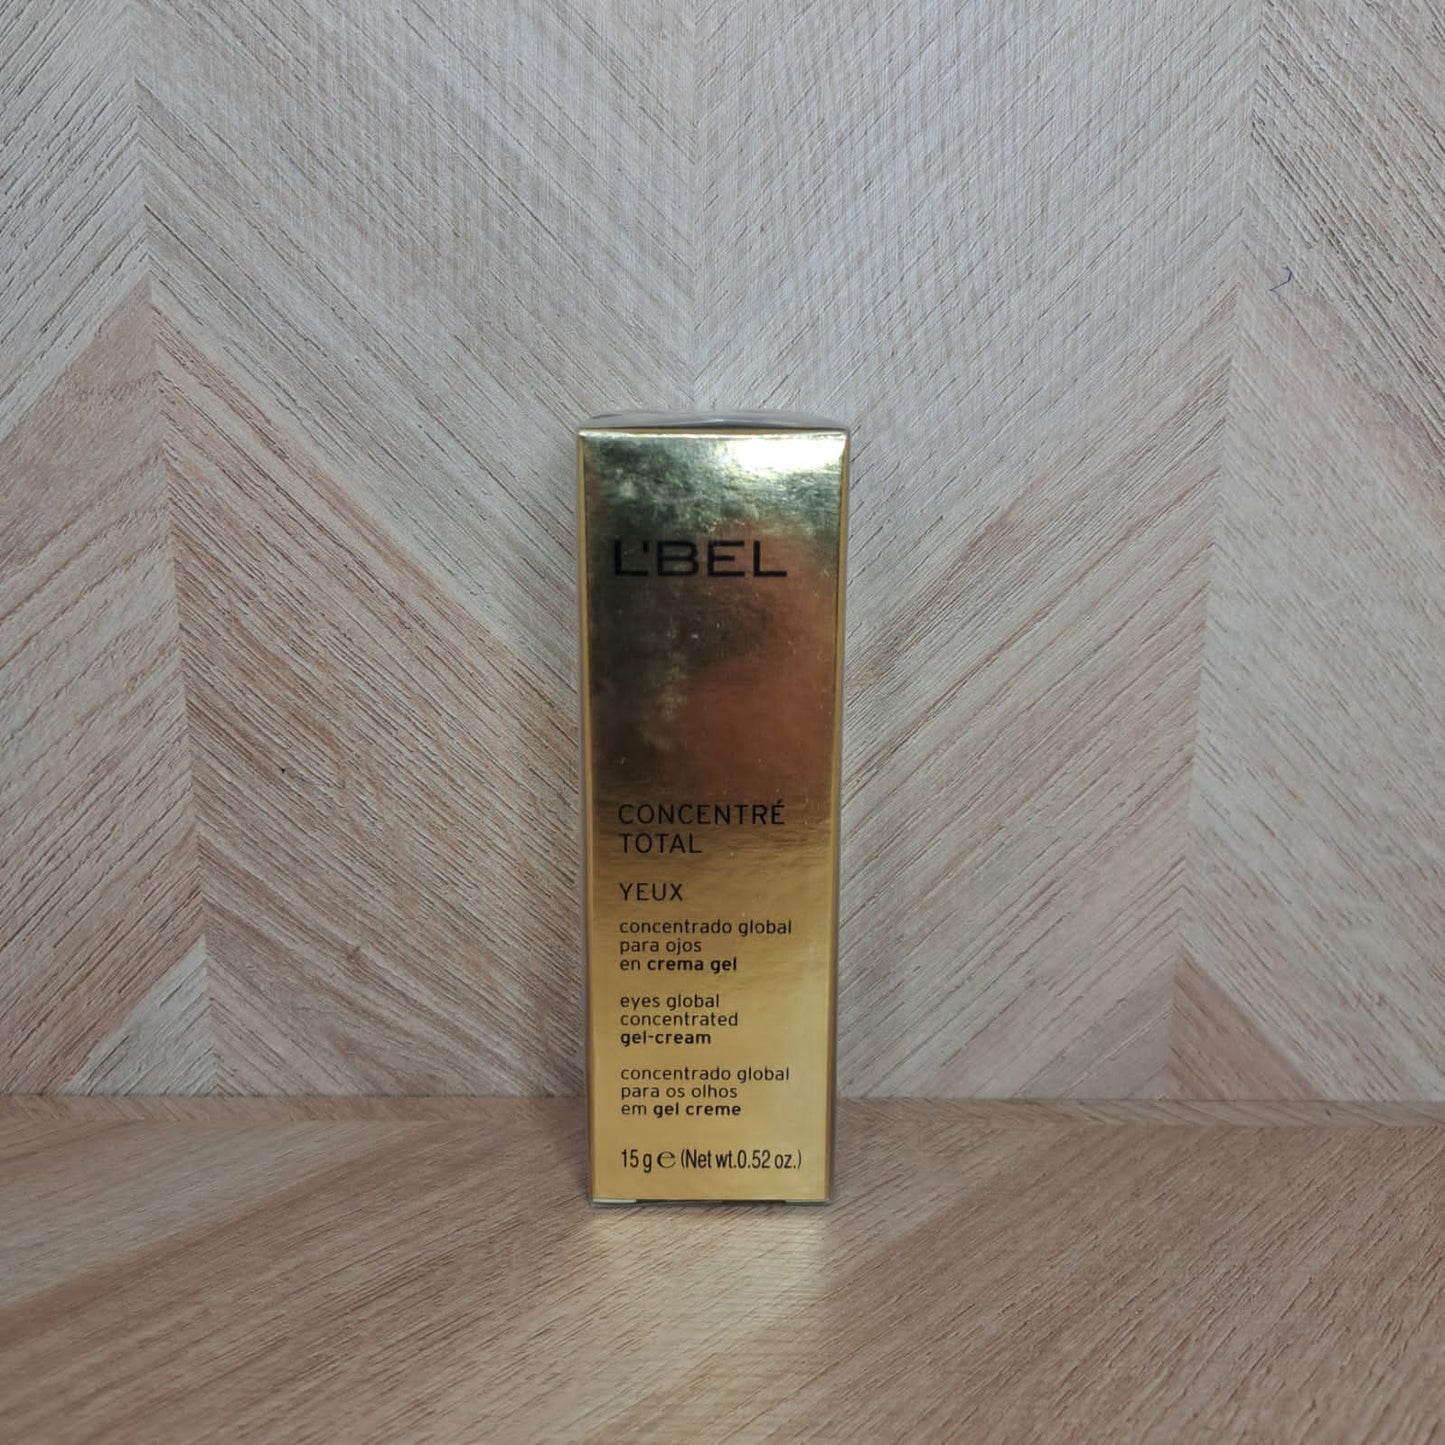 L'BEL
CONCENTRÉ
TOTAL
YEUX
concentrado global
para ojos
en crema gel
eyes global
concentrated
gel-cream
concentrado global
para os olhos
em gel creme
15 g ℮ (Net wt.0.52 oz.)